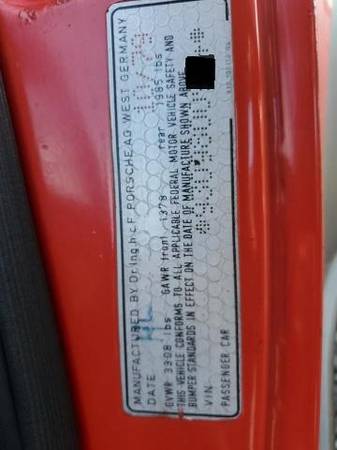 MANUFACTURED BY Dr.Ing.h.c.F. PORSCHE AG WEST GERMANY
DATE
GVWR 3308 lbs GAWR front 1378 rear 1985 lbs
THIS VEHICLE CONFORMS TO ALL APPLICABLE FEDERAL MOTOR VEHICLE SAFETY AND
BUMPER STANDARDS IN EFFECT ON THE DATE OF MANUFACTURE SHOWN ABOVE
VIN
PASSENGER CAR